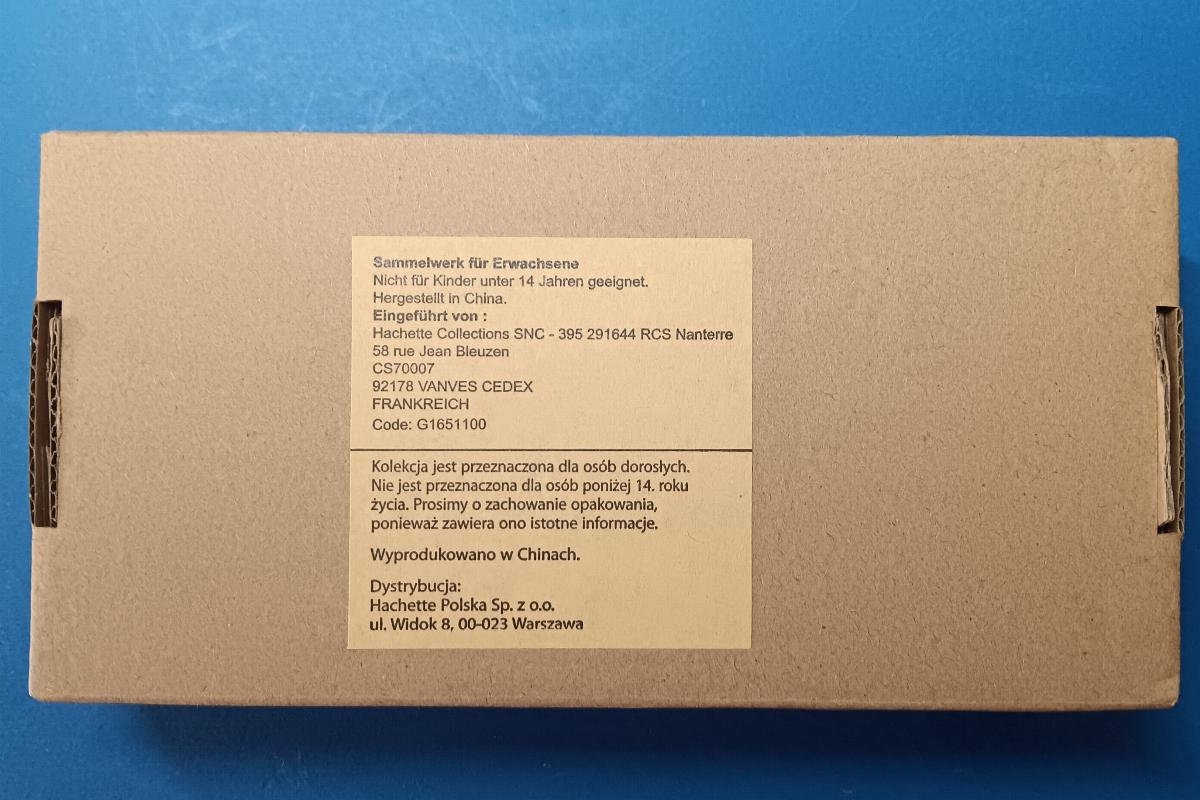 Sammelwerk für Erwachsene
Nicht für Kinder unter 14 Jahren geeignet.
Hergestellt in China.
Eingeführt von :
Hachette Collections SNC - 395 291644 RCS Nanterre
58 rue Jean Bleuzen
CS70007
92178 VANVES CEDEX
FRANKREICH
Code: G1651100
Kolekcja jest przeznaczona dla osób dorosłych.
Nie jest przeznaczona dla osób poniżej 14. roku
życia. Prosimy o zachowanie opakowania,
ponieważ zawiera ono istotne informacje.
Wyprodukowano w Chinach.
Dystrybucja:
Hachette Polska Sp. z o.o.
ul. Widok 8, 00-023 Warszawa